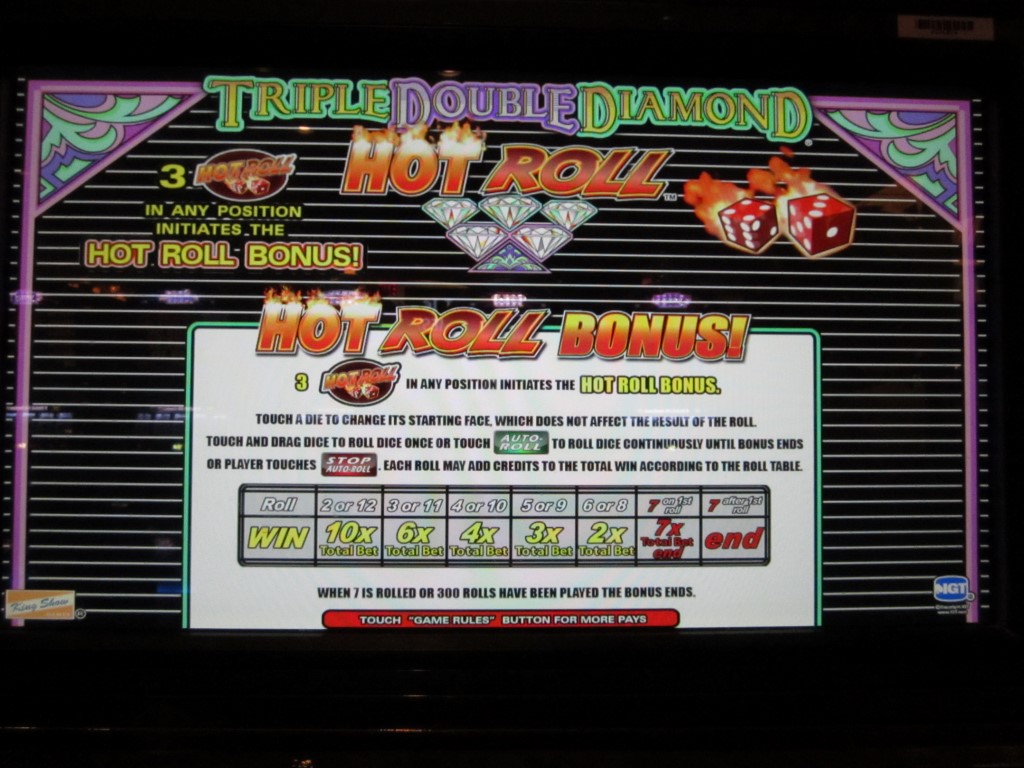 TRIPLE DOUBLE DIAMOND
HOT ROLL™
3 HOT ROLL
IN ANY POSITION
INITIATES THE
HOT ROLL BONUS!
HOT ROLL BONUS!
3 HOT ROLL IN ANY POSITION INITIATES THE HOT ROLL BONUS.
TOUCH A DIE TO CHANGE ITS STARTING FACE, WHICH DOES NOT AFFECT THE RESULT OF THE ROLL.
TOUCH AND DRAG DICE TO ROLL DICE ONCE OR TOUCH AUTO-ROLL TO ROLL DICE CONTINUOUSLY UNTIL BONUS ENDS
OR PLAYER TOUCHES STOP AUTO ROLL. EACH ROLL MAY ADD CREDITS TO THE TOTAL WIN ACCORDING TO THE ROLL TABLE.
Roll 2 or 12 3 or 11 4 or 10 5 or 9 6 or 8 7 on 1st roll 7 after 1st roll
WIN 10x Total Bet 6x Total Bet 4x Total Bet 3x Total Bet 2x Total Bet 7x Total Bet end end
WHEN 7 IS ROLLED OR 300 ROLLS HAVE BEEN PLAYED THE BONUS ENDS.
TOUCH "GAME RULES" BUTTON FOR MORE PAYS
King Show
GAMES ®
IGT